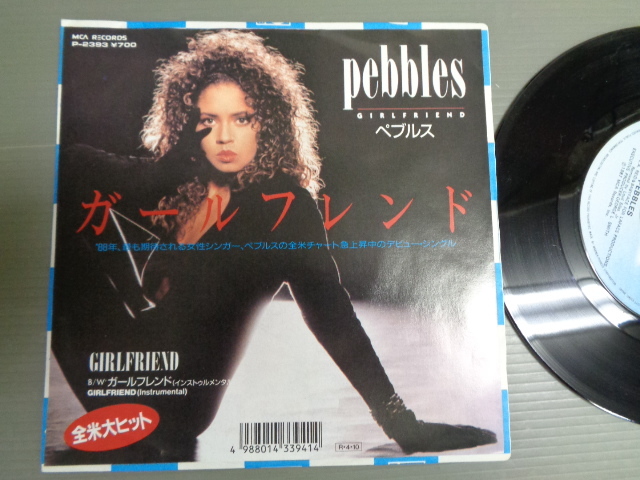 MCA RECORDS
P-2393 ¥700
pebbles
GIRLFRIEND
ペブルス
ガールフレンド
'88年、最も期待される女性シンガー、ペブルスの全米チャート急上昇中のデビュー・シングル
GIRLFRIEND
B/W ガールフレンド(インストゥルメンタル
GIRLFRIEND(Instrumental)
全米大ヒット
4 988014 339414
R・4・10
PEBBLES